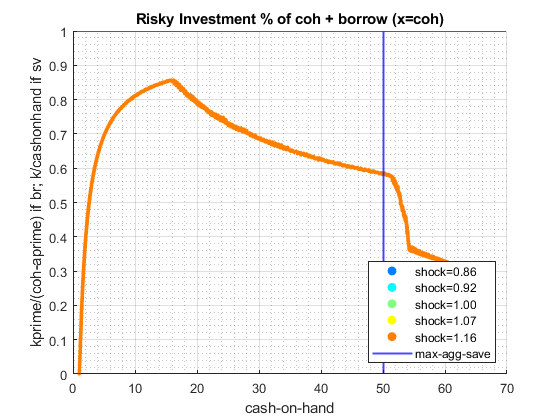 Risky Investment % of coh + borrow (x=coh)
kprime/(coh-aprime) if br; k/cashonhand if sv
1
0.9
0.8
0.7
0.6
0.5
0.4
0.3
0.2
0.1
0
0 10 20 30 40 50 60 70
cash-on-hand
shock=0.86
shock=0.92
shock=1.00
shock=1.07
shock=1.16
max-agg-save